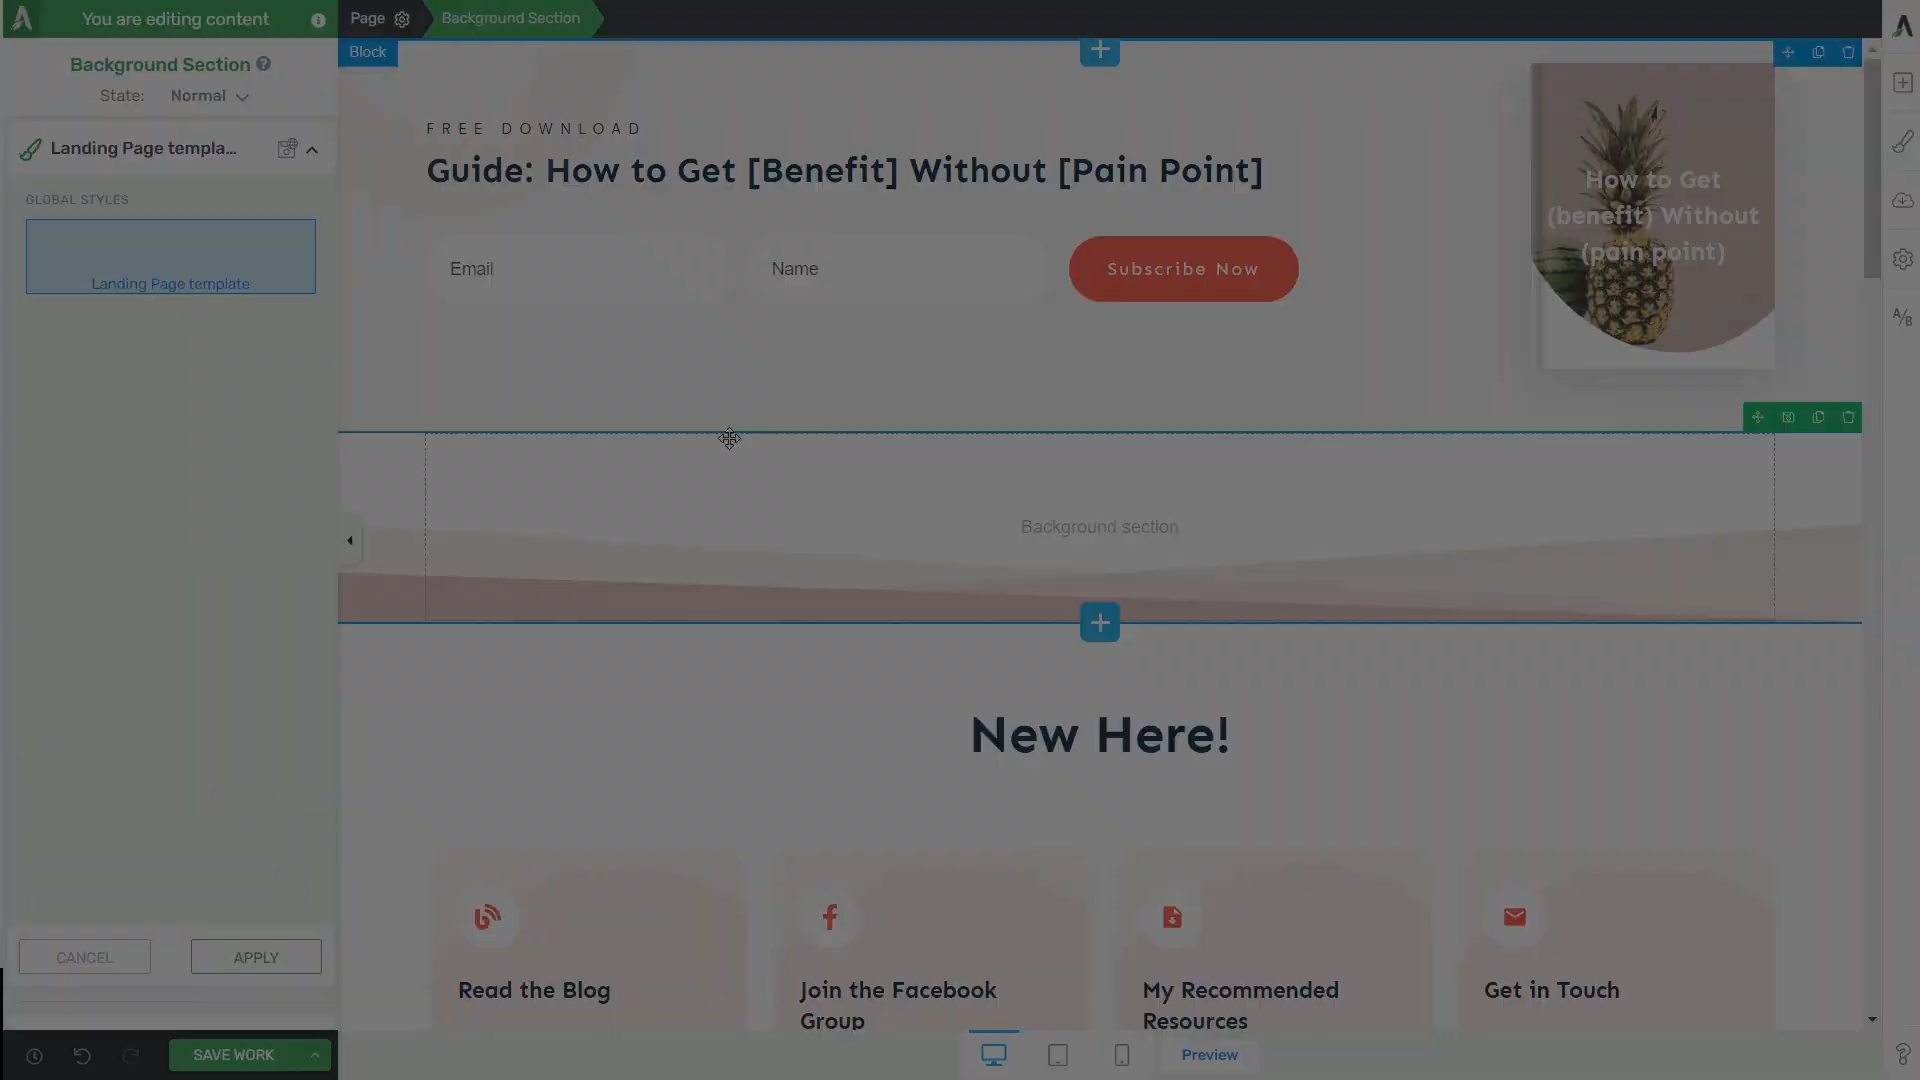 You are editing content
Page
Background Section
Background Section
State: Normal
Landing Page templa...
GLOBAL STYLES
Landing Page template
CANCEL
APPLY
SAVE WORK
Block
FREE DOWNLOAD
Guide: How to Get [Benefit] Without [Pain Point]
Email
Name
Subscribe Now
How to Get
(benefit) Without
(pain point)
Background section
New Here!
Read the Blog
Join the Facebook
Group
My Recommended
Resources
Get in Touch
Preview
A/B